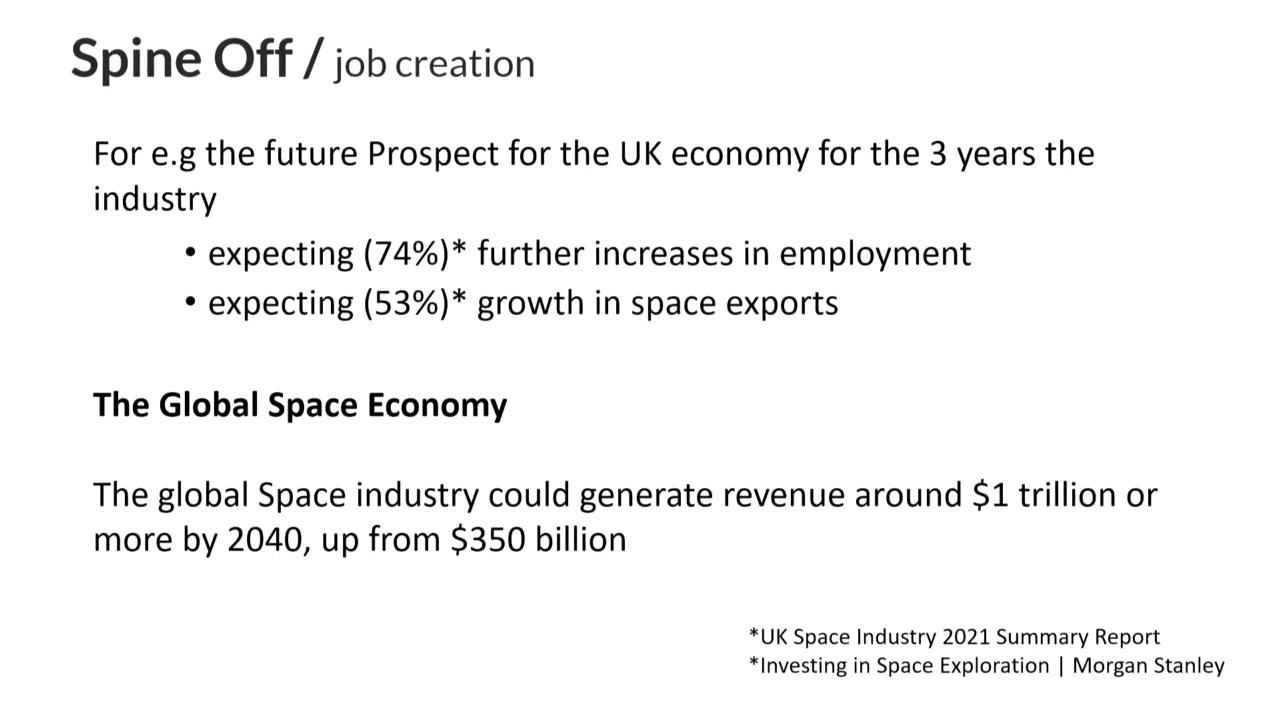 Spine Off / job creation
For e.g the future Prospect for the UK economy for the 3 years the
industry
• expecting (74%)* further increases in employment
• expecting (53%)* growth in space exports
The Global Space Economy
The global Space industry could generate revenue around $1 trillion or
more by 2040, up from $350 billion
*UK Space Industry 2021 Summary Report
*Investing in Space Exploration | Morgan Stanley